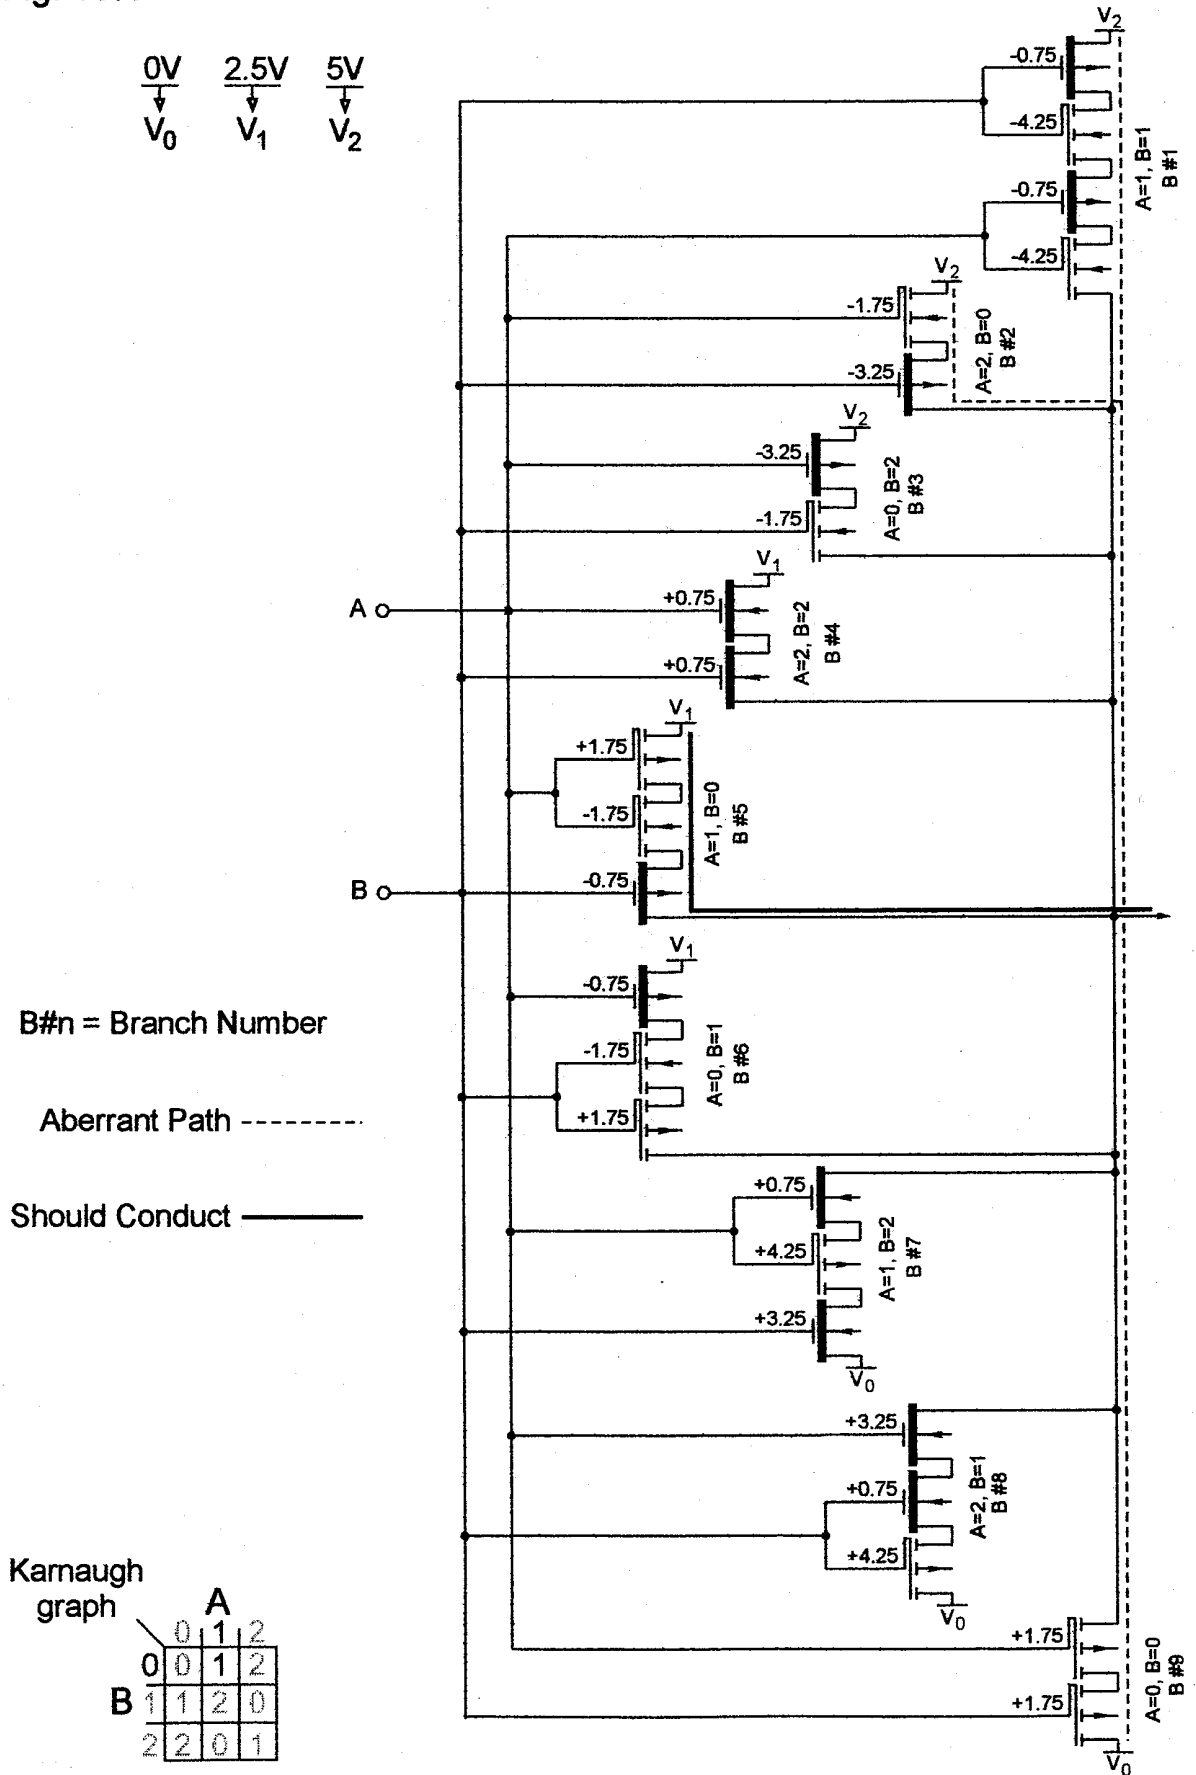 0V 2.5V 5V
V0 V1 V2
V2
-0.75
-4.25
-0.75
-4.25
A=1, B=1
B #1
V2
-1.75
-3.25
A=2, B=0
B #2
V2
-3.25
-1.75
A=0, B=2
B #3
V1
A
+0.75
+0.75
A=2, B=2
B #4
V1
+1.75
-1.75
-0.75
A=1, B=0
B #5
B
V1
-0.75
-1.75
+1.75
A=0, B=1
B #6
B#n = Branch Number
Aberrant Path
Should Conduct
+0.75
+4.25
+3.25
A=1, B=2
B #7
V0
+3.25
+0.75
+4.25
A=2, B=1
B #8
V0
+1.75
+1.75
A=0, B=0
B #9
V0
Karnaugh
graph
A
0 1 2
0 0 1 2
B 1 1 2 0
2 2 0 1